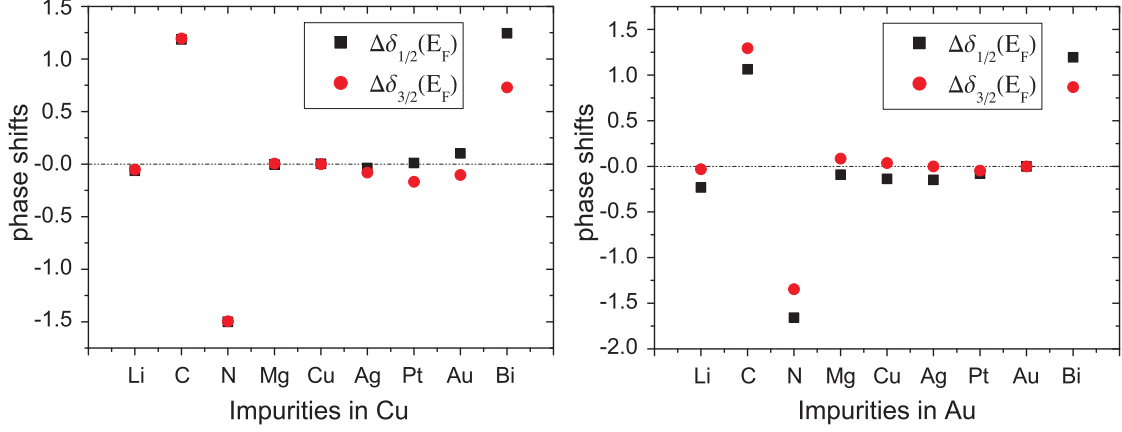 phase shifts
1.5
1.0
0.5
-0.0
-0.5
-1.0
-1.5
Δδ1/2(EF)
Δδ3/2(EF)
Li C N Mg Cu Ag Pt Au Bi
Impurities in Cu
phase shifts
1.5
1.0
0.5
-0.0
-0.5
-1.0
-1.5
-2.0
Δδ1/2(EF)
Δδ3/2(EF)
Li C N Mg Cu Ag Pt Au Bi
Impurities in Au